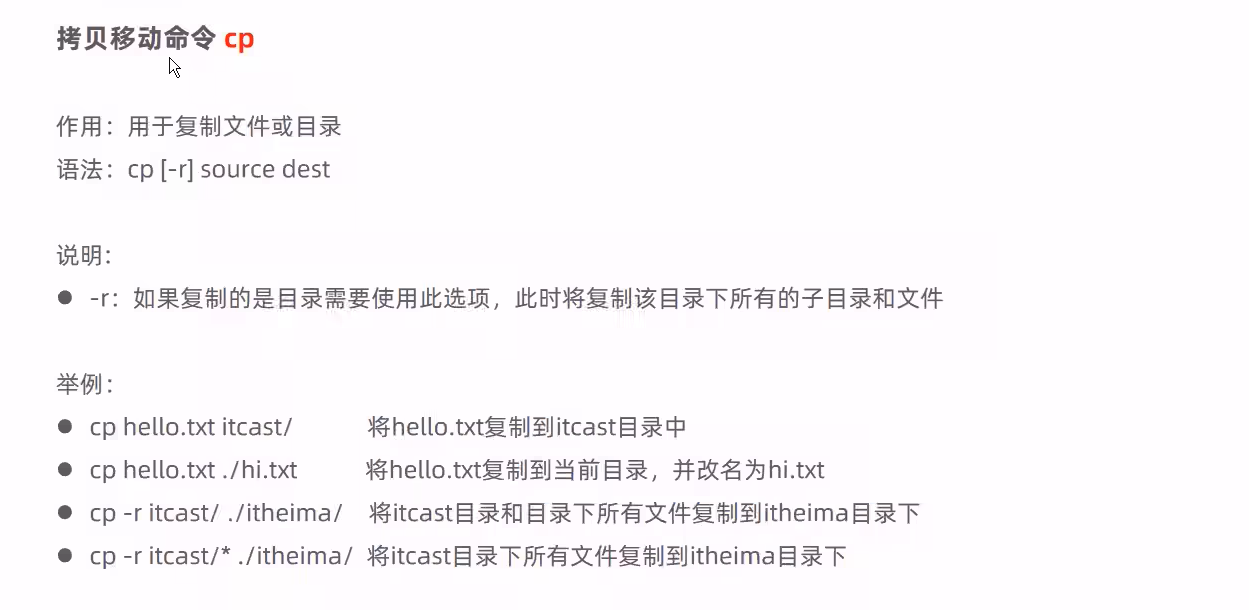 拷贝移动命令 cp
作用：用于复制文件或目录
语法：cp [-r] source dest
说明：
● -r：如果复制的是目录需要使用此选项，此时将复制该目录下所有的子目录和文件
举例：
● cp hello.txt itcast/ 将hello.txt复制到itcast目录中
● cp hello.txt ./hi.txt 将hello.txt复制到当前目录，并改名为hi.txt
● cp -r itcast/ ./itheima/ 将itcast目录和目录下所有文件复制到itheima目录下
● cp -r itcast/* ./itheima/ 将itcast目录下所有文件复制到itheima目录下